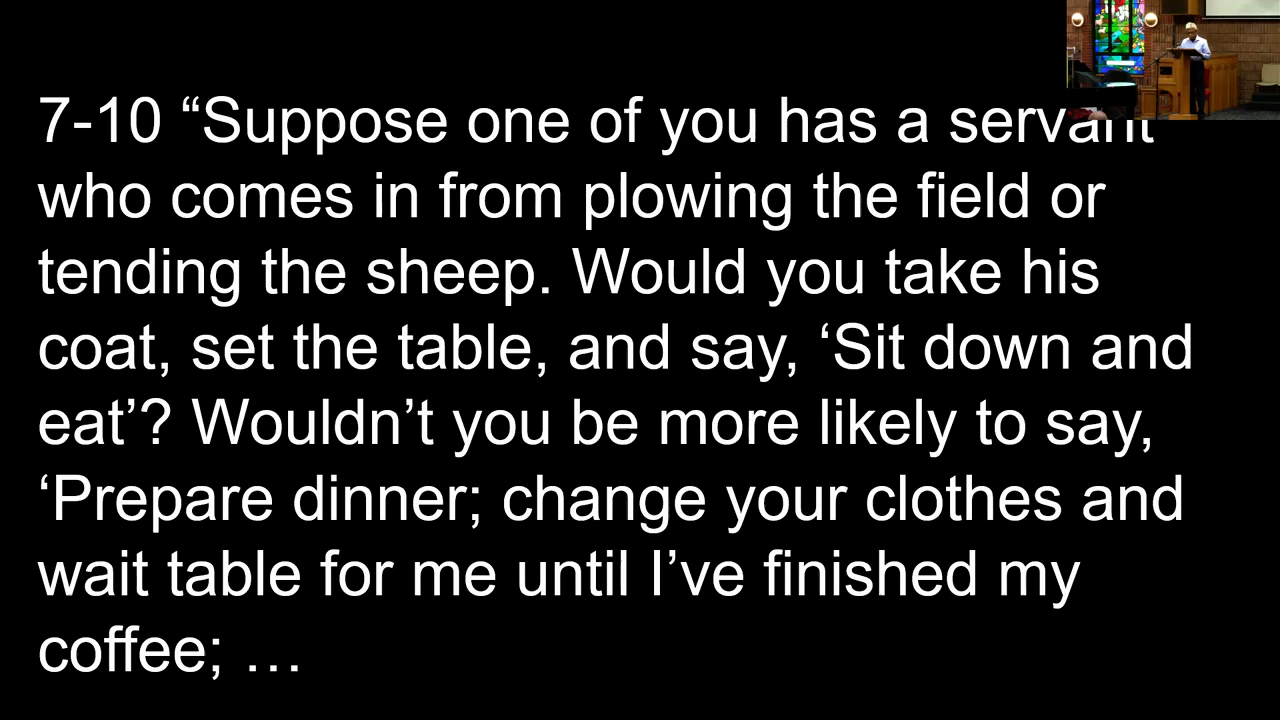 7-10 “Suppose one of you has a servant
who comes in from plowing the field or
tending the sheep. Would you take his
coat, set the table, and say, ‘Sit down and
eat’? Wouldn’t you be more likely to say,
‘Prepare dinner; change your clothes and
wait table for me until I’ve finished my
coffee; …